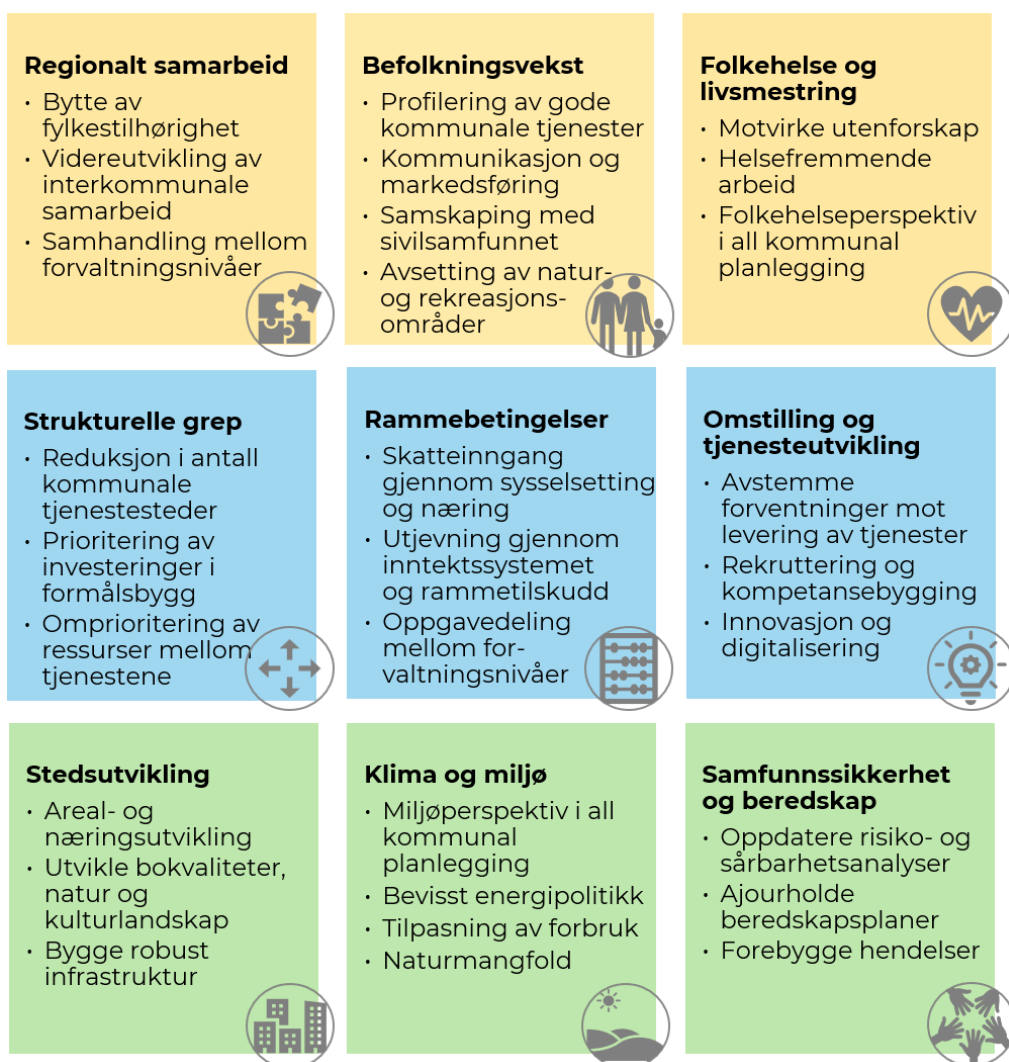 Regionalt samarbeid
• Bytte av
fylkestilhørighet
• Videreutvikling av
interkommunale
samarbeid
• Samhandling mellom
forvaltningsnivåer
Befolkningsvekst
• Profilering av gode
kommunale tjenester
• Kommunikasjon og
markedsføring
• Samskaping med
sivilsamfunnet
• Avsetting av natur-
og rekreasjons-
områder
Folkehelse og
livsmestring
• Motvirke utenforskap
• Helsefremmende
arbeid
• Folkehelseperspektiv
i all kommunal
planlegging
Strukturelle grep
• Reduksjon i antall
kommunale
tjenestesteder
• Prioritering av
investeringer i
formålsbygg
• Omprioritering av
ressurser mellom
tjenestene
Rammebetingelser
• Skatteinngang
gjennom sysselsetting
og næring
• Utjevning gjennom
inntektssystemet
og rammetilskudd
• Oppgavedeling
mellom for-
valtningsnivåer
Omstilling og
tjenesteutvikling
• Avstemme
forventninger mot
levering av tjenester
• Rekruttering og
kompetansebygging
• Innovasjon og
digitalisering
Stedsutvikling
• Areal- og
næringsutvikling
• Utvikle bokvaliteter,
natur og
kulturlandskap
• Bygge robust
infrastruktur
Klima og miljø
• Miljøperspektiv i all
kommunal
planlegging
• Bevisst energipolitikk
• Tilpasning av forbruk
• Naturmangfold
Samfunnssikkerhet
og beredskap
• Oppdatere risiko- og
sårbarhetsanalyser
• Ajourholde
beredskapsplaner
• Forebygge hendelser